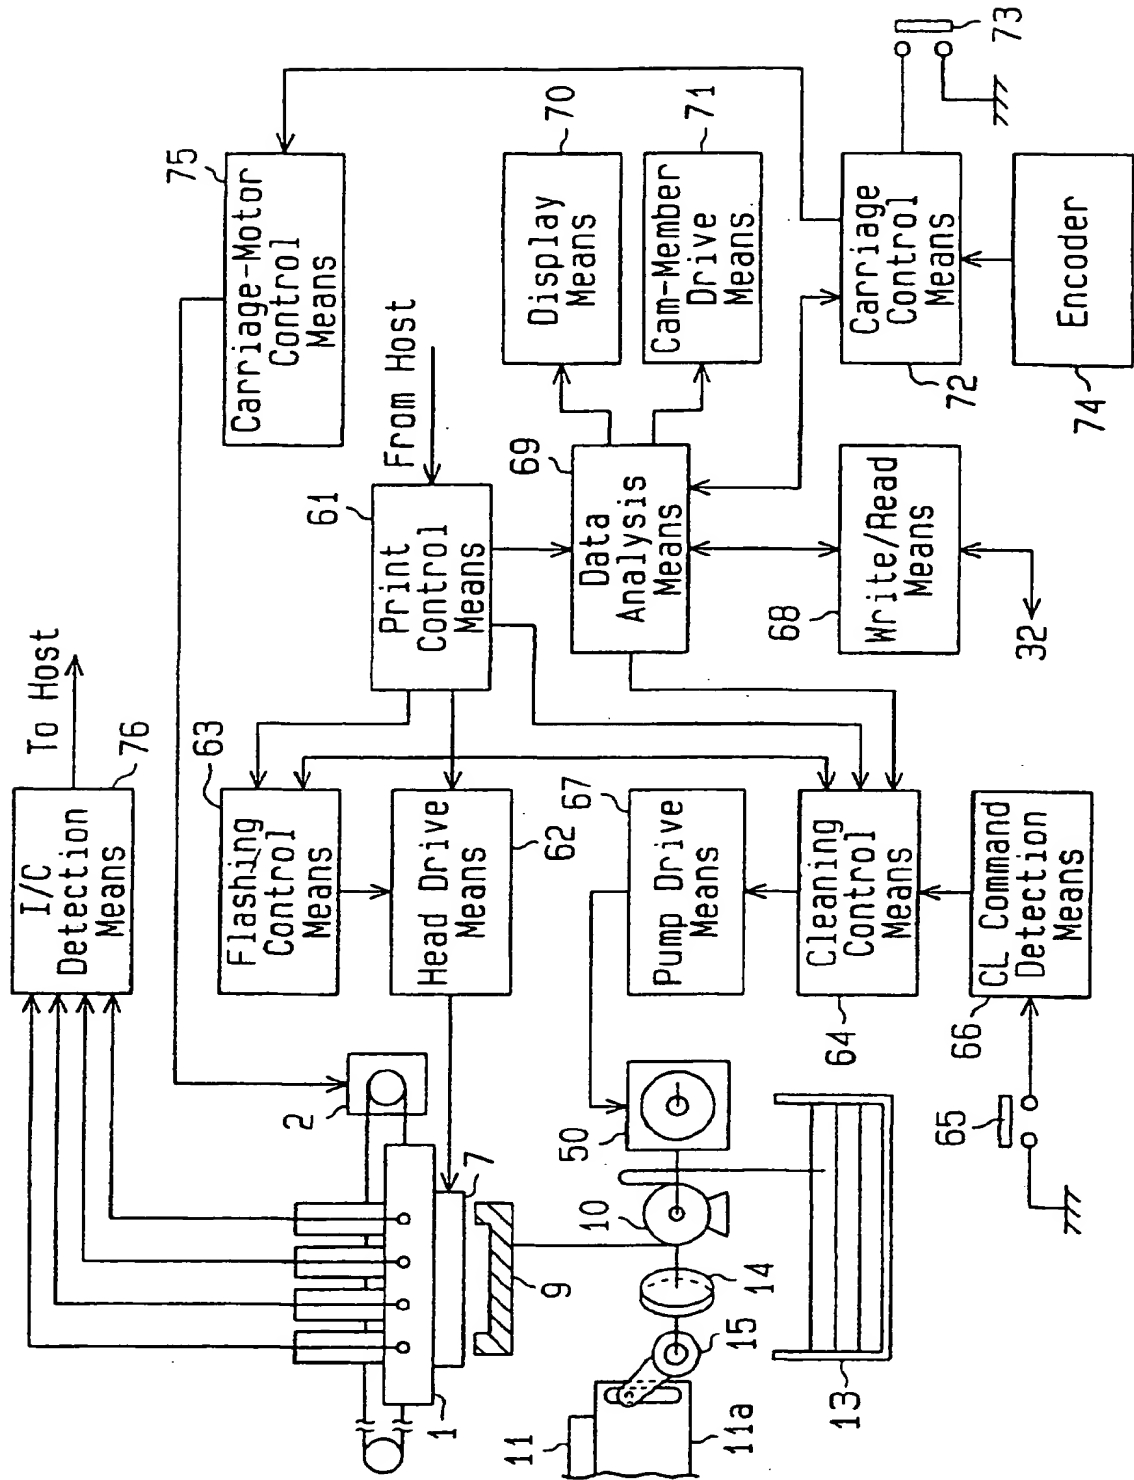 I/C
Detection
Means
76
To Host
Carriage-Motor
Control
Means
75
Flashing
Control
Means
63
Head Drive
Means
62
Print
Control
Means
61
From Host
Display
Means
70
Cam-Member
Drive
Means
71
Data
Analysis
Means
69
Pump Drive
Means
67
Cleaning
Control
Means
64
CL Command
Detection
Means
66
65
Write/Read
Means
68
32
Carriage
Control
Means
72
73
Encoder
74
2
1
7
9
50
10
14
15
11
11a
13